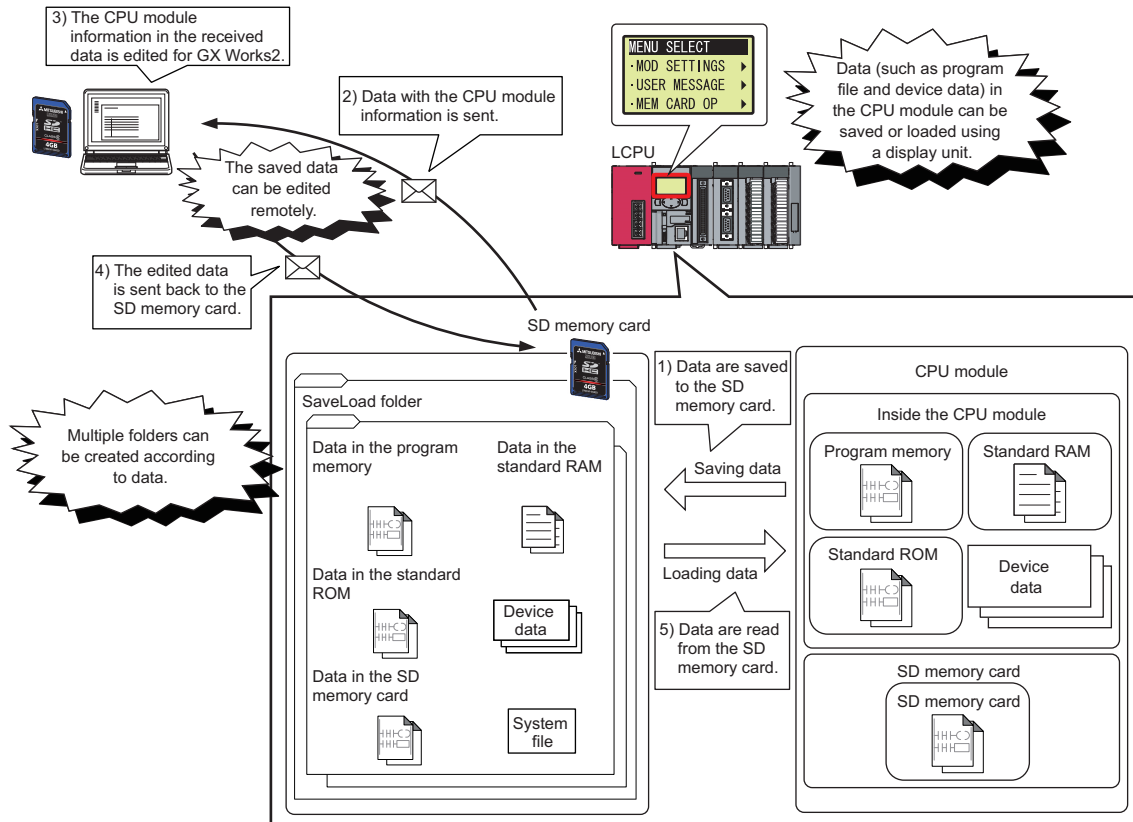 3) The CPU module
information in the received
data is edited for GX Works2.
MITSUBISHI
SD
HC
4GB
2) Data with the CPU module
information is sent.
The saved data
can be edited
remotely.
4) The edited data
is sent back to the
SD memory card.
MENU SELECT
·MOD SETTINGS
·USER MESSAGE
·MEM CARD OP
LCPU
Data (such as program
file and device data) in
the CPU module can be
saved or loaded using
a display unit.
SD memory card
MITSUBISHI
SD
HC
4GB
SaveLoad folder
Multiple folders can
be created according
to data.
Data in the program
memory
Data in the
standard RAM
Data in the standard
ROM
Device
data
Data in the SD
memory card
System
file
1) Data are saved
to the SD
memory card.
Saving data
Loading data
5) Data are read
from the SD
memory card.
CPU module
Inside the CPU module
Program memory
Standard RAM
Standard ROM
Device
data
SD memory card
SD memory card